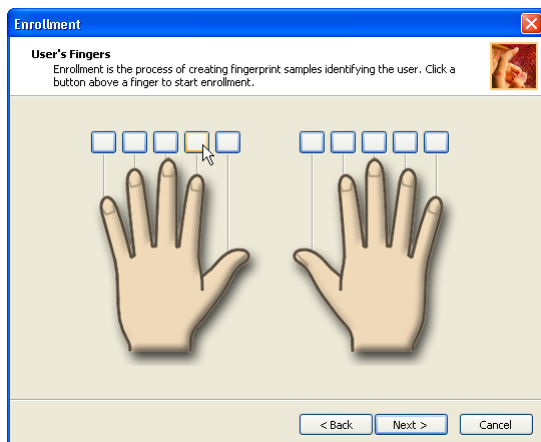 Enrollment
User's Fingers
Enrollment is the process of creating fingerprint samples identifying the user. Click a
button above a finger to start enrollment.
< Back
Next >
Cancel